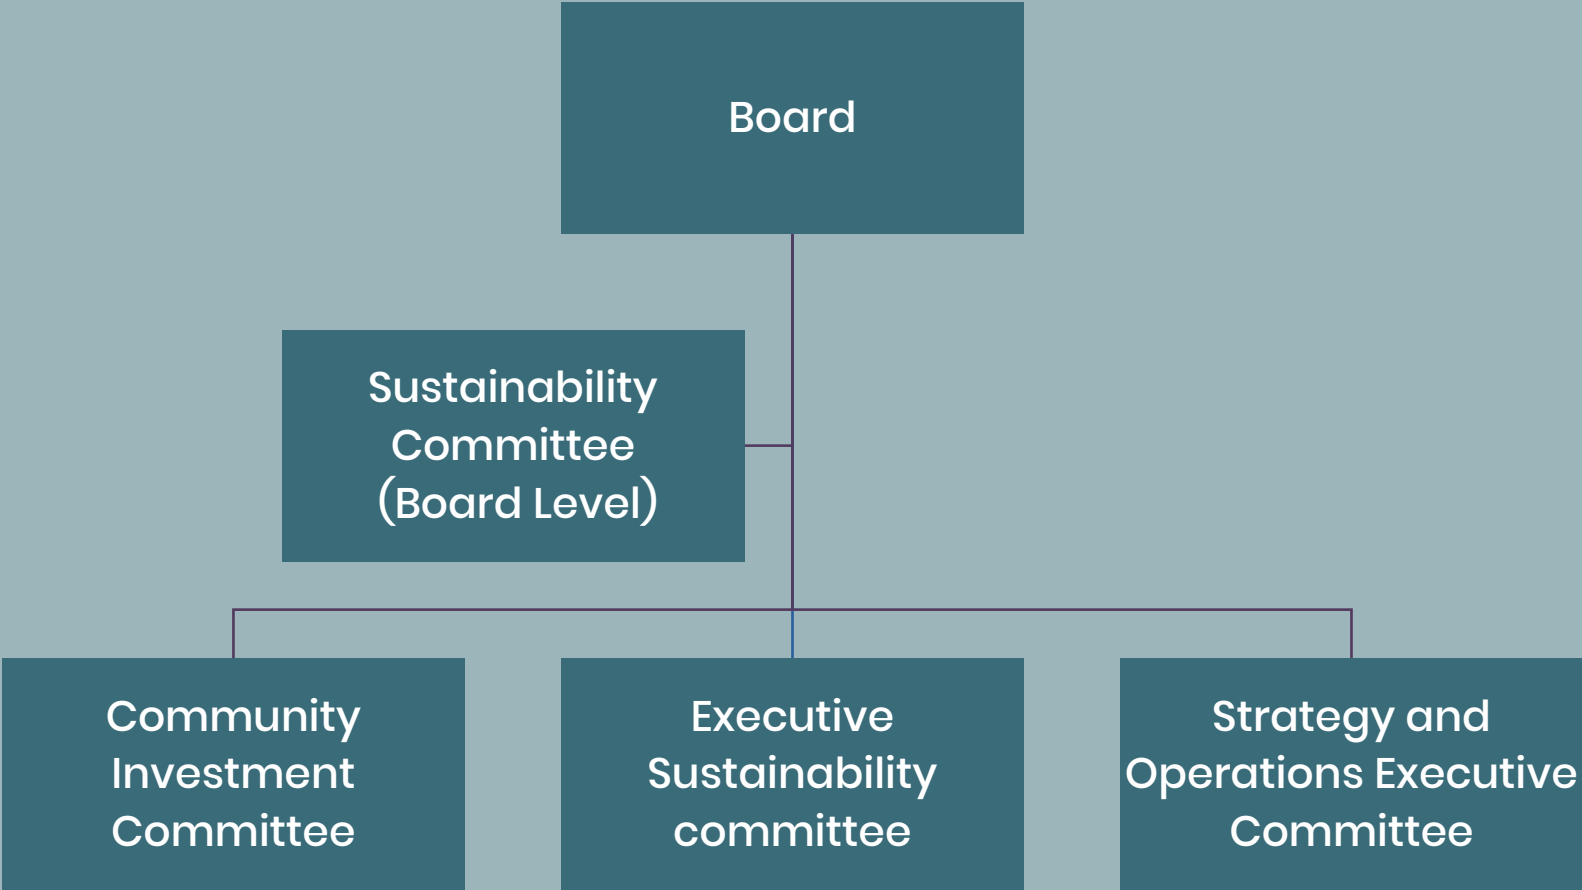 Board
Sustainability
Committee
(Board Level)
Community
Investment
Committee
Executive
Sustainability
committee
Strategy and
Operations Executive
Committee